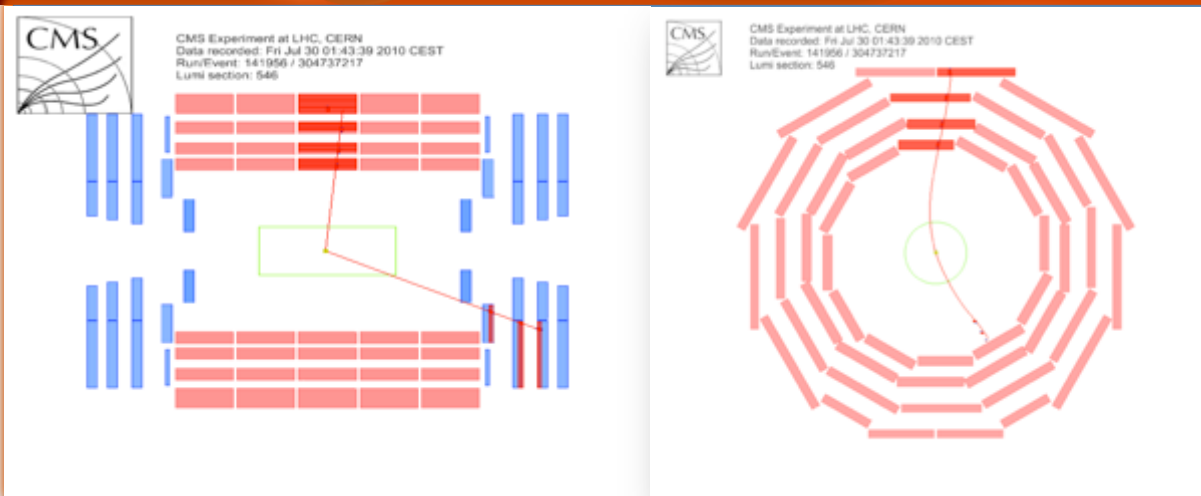 CMS
CMS Experiment at LHC, CERN
Data recorded: Fri Jul 30 01:43:39 2010 CEST
Run/Event: 141956 / 304737217
Lumi section: 546
CMS
CMS Experiment at LHC, CERN
Data recorded: Fri Jul 30 01:43:39 2010 CEST
Run/Event: 141956 / 304737217
Lumi section: 546